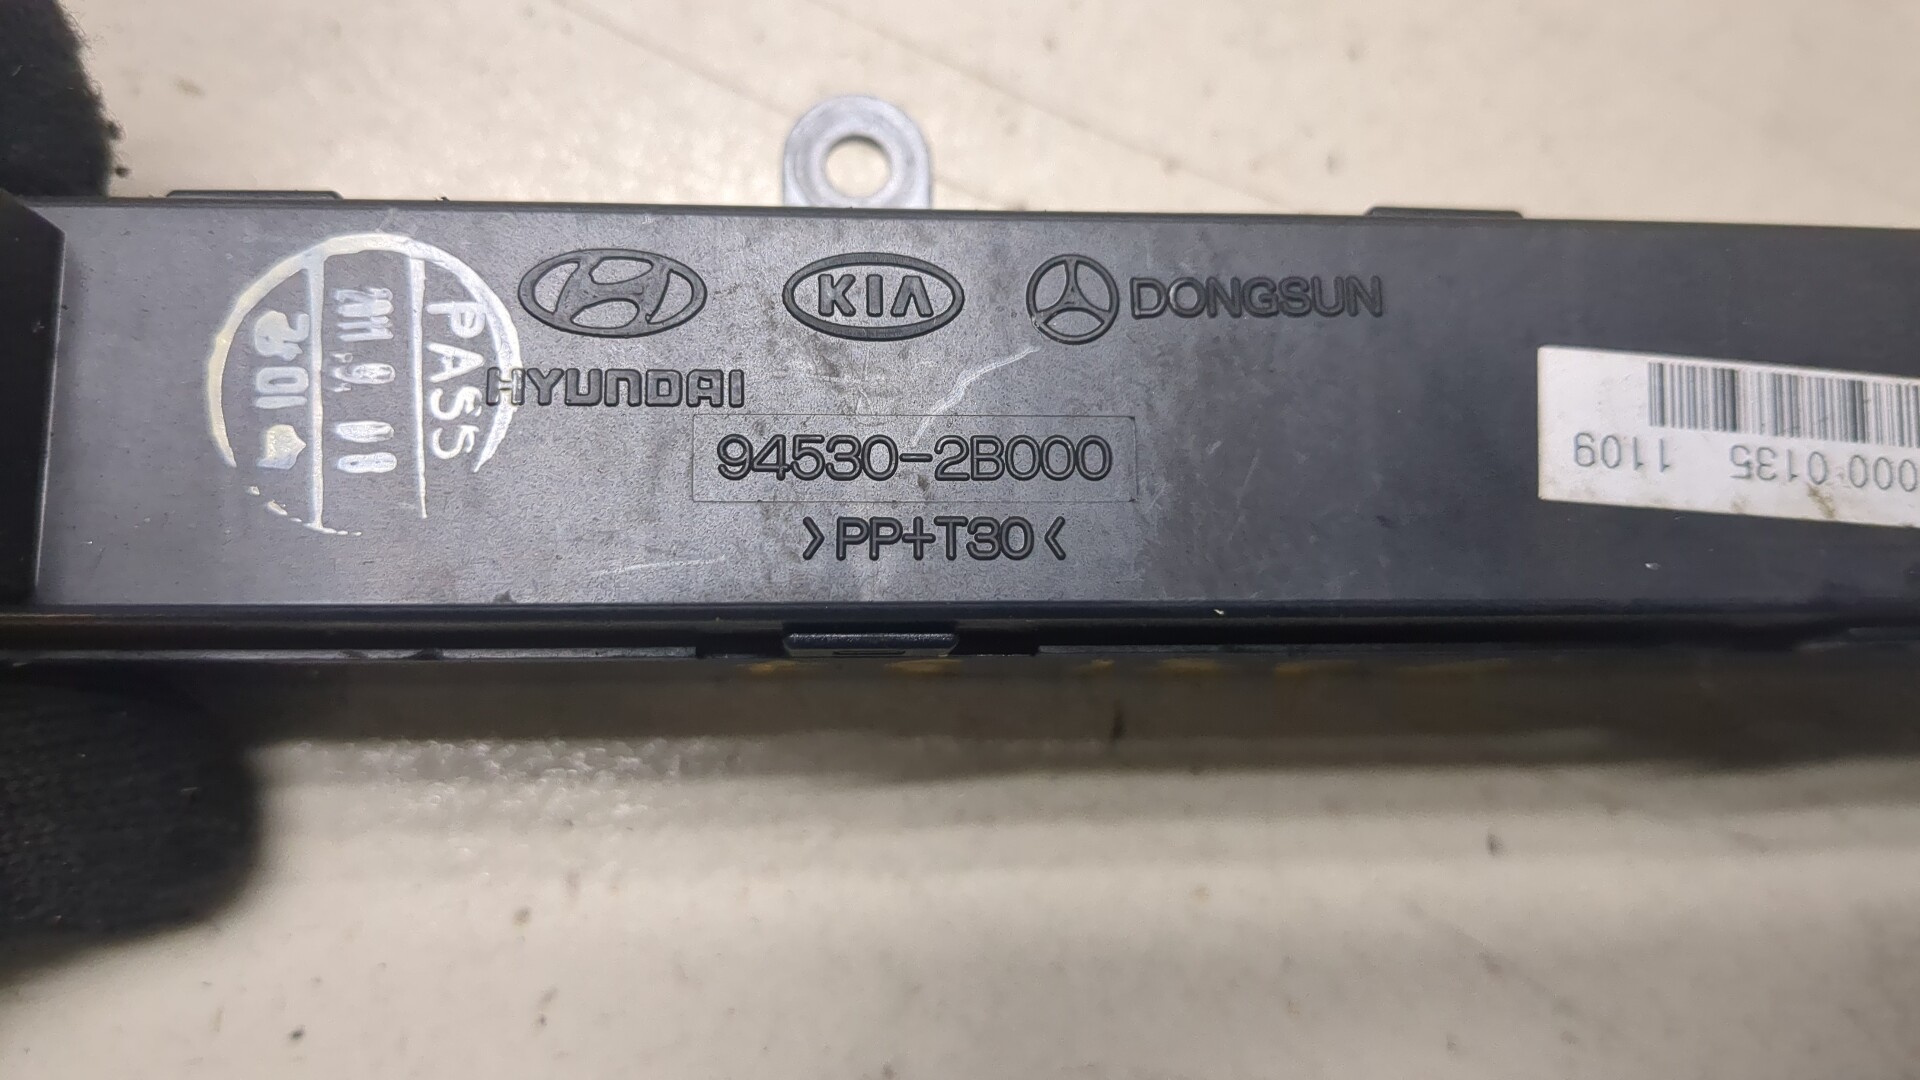 KIA
DONGSUN
HYUNDAI
94530-2B000
>PP+T30<
PASS
000 0135 1109